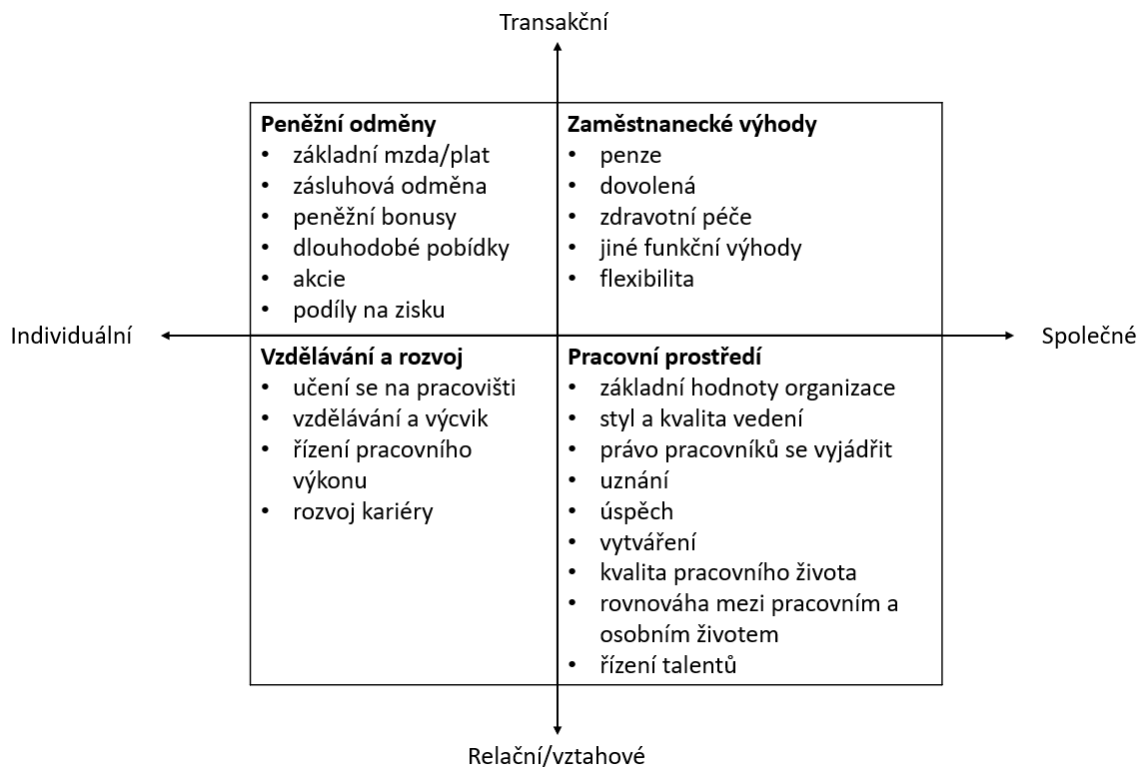 Transakční
Peněžní odměny
• základní mzda/plat
• zásluhová odměna
• peněžní bonusy
• dlouhodobé pobídky
• akcie
• podíly na zisku
Zaměstnanecké výhody
• penze
• dovolená
• zdravotní péče
• jiné funkční výhody
• flexibilita
Individuální
Společné
Vzdělávání a rozvoj
• učení se na pracovišti
• vzdělávání a výcvik
• řízení pracovního
výkonu
• rozvoj kariéry
Pracovní prostředí
• základní hodnoty organizace
• styl a kvalita vedení
• právo pracovníků se vyjádřit
• uznání
• úspěch
• vytváření
• kvalita pracovního života
• rovnováha mezi pracovním a
osobním životem
• řízení talentů
Relační/vztahové